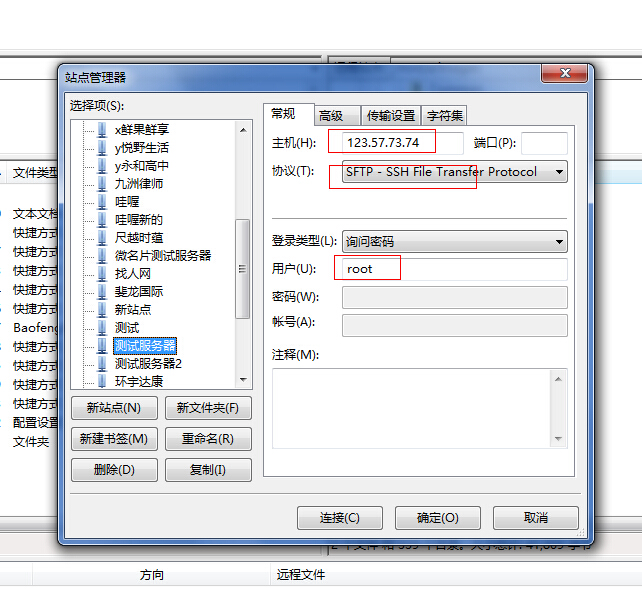 站点管理器
选择项(S):
x鲜果鲜享
y悦野生活
y永和高中
九洲律师
哇喔
哇喔新的
尺越时蕴
微名片测试服务器
找人网
斐龙国际
新站点
测试
测试服务器
测试服务器2
环宇达康
新站点(N)
新文件夹(F)
新建书签(M)
重命名(R)
删除(D)
复制(I)
常规
高级
传输设置
字符集
主机(H):
123.57.73.74
端口(P):
协议(T):
SFTP - SSH File Transfer Protocol
登录类型(L):
询问密码
用户(U):
root
密码(W):
帐号(A):
注释(M):
连接(C)
确定(O)
取消
文件类型
文本文档
快捷方式
快捷方式
快捷方式
快捷方式
快捷方式
Baofeng
快捷方式
快捷方式
快捷方式
快捷方式
配置设置
文件夹
方向
远程文件